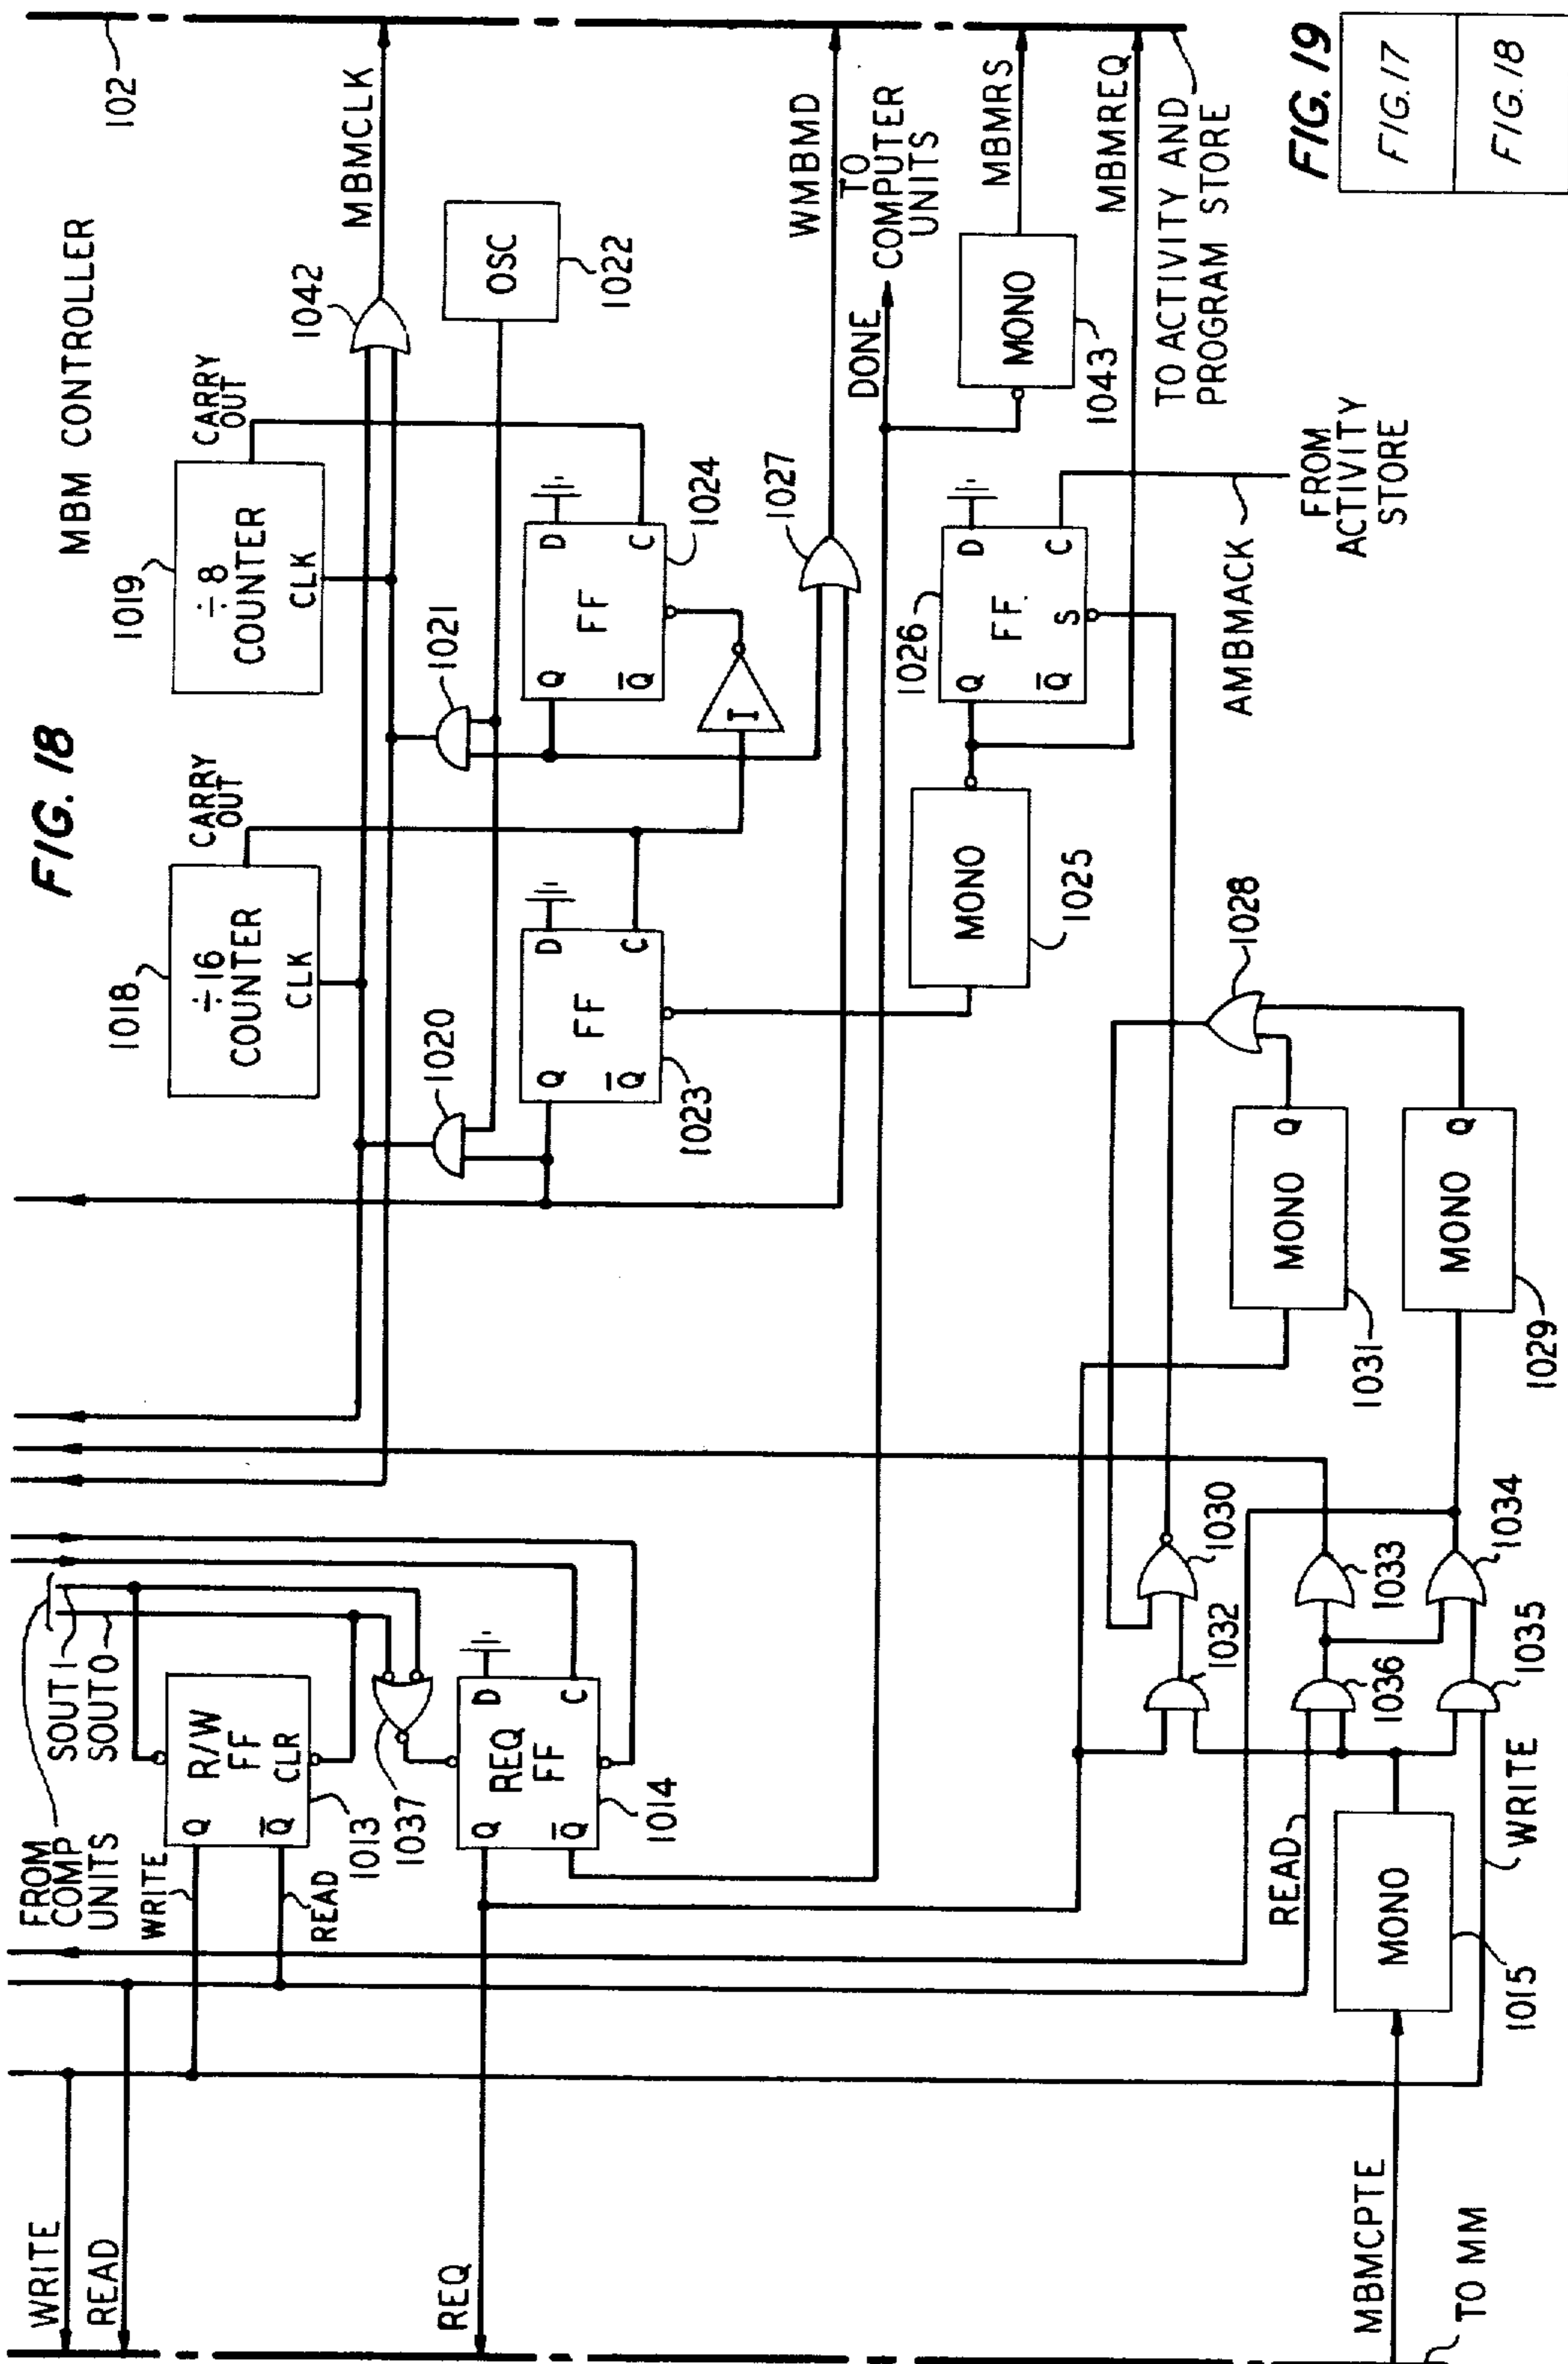 FIG. 18
MBM CONTROLLER
102
1018
÷16
COUNTER
CLK
CARRY
OUT
1019
÷8
COUNTER
CLK
CARRY
OUT
1042
MBMCLK
1020
1021
OSC
1022
FF
Q
Q̅
D
C
1023
FF
Q
Q̅
D
C
1024
I
1027
WMBMD
TO
COMPUTER
UNITS
DONE
MONO
1025
1026
FF
Q
Q̅
D
C
S
MONO
1043
MBMRS
MBMREQ
TO ACTIVITY AND
PROGRAM STORE
AMBMACK
FROM
ACTIVITY
STORE
WRITE
READ
FROM
COMP
UNITS
SOUT1
SOUT0
WRITE
READ
R/W
FF
CLR
Q
Q̅
1013
1037
REQ
FF
Q
Q̅
D
C
1014
REQ
1028
MONO
Q
1031
MONO
Q
1029
1030
1032
1033
1034
1035
1036
READ
WRITE
MONO
1015
MBMCPTE
TO MM
FIG. 19
FIG. 17
FIG. 18